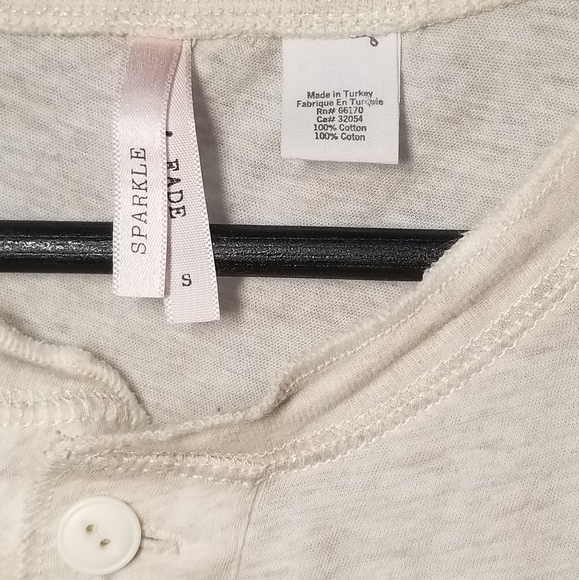 SPARKLE
FADE
S
Made in Turkey
Fabrique En Turquie
Rn# 66170
Ca# 32054
100% Cotton
100% Coton